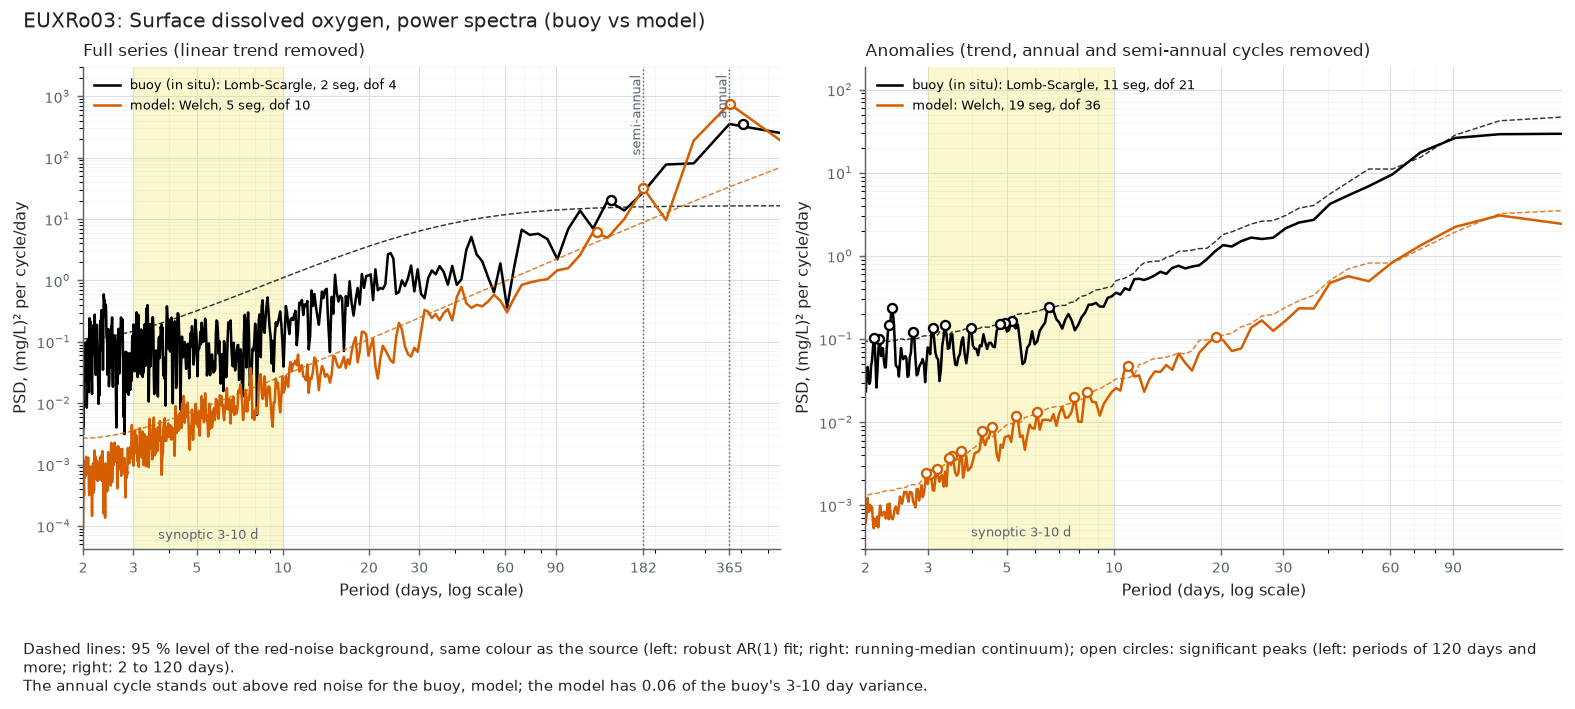 EUXRo03: Surface dissolved oxygen, power spectra (buoy vs model)
Full series (linear trend removed)
buoy (in situ): Lomb-Scargle, 2 seg, dof 4
model: Welch, 5 seg, dof 10
semi-annual
annual
synoptic 3-10 d
PSD, (mg/L)² per cycle/day
10³
10²
10¹
10⁰
10⁻¹
10⁻²
10⁻³
10⁻⁴
2 3 5 10 20 30 60 90 182 365
Period (days, log scale)
Anomalies (trend, annual and semi-annual cycles removed)
buoy (in situ): Lomb-Scargle, 11 seg, dof 21
model: Welch, 19 seg, dof 36
synoptic 3-10 d
PSD, (mg/L)² per cycle/day
10²
10¹
10⁰
10⁻¹
10⁻²
10⁻³
2 3 5 10 20 30 60 90
Period (days, log scale)
Dashed lines: 95 % level of the red-noise background, same colour as the source (left: robust AR(1) fit; right: running-median continuum); open circles: significant peaks (left: periods of 120 days and
more; right: 2 to 120 days).
The annual cycle stands out above red noise for the buoy, model; the model has 0.06 of the buoy's 3-10 day variance.